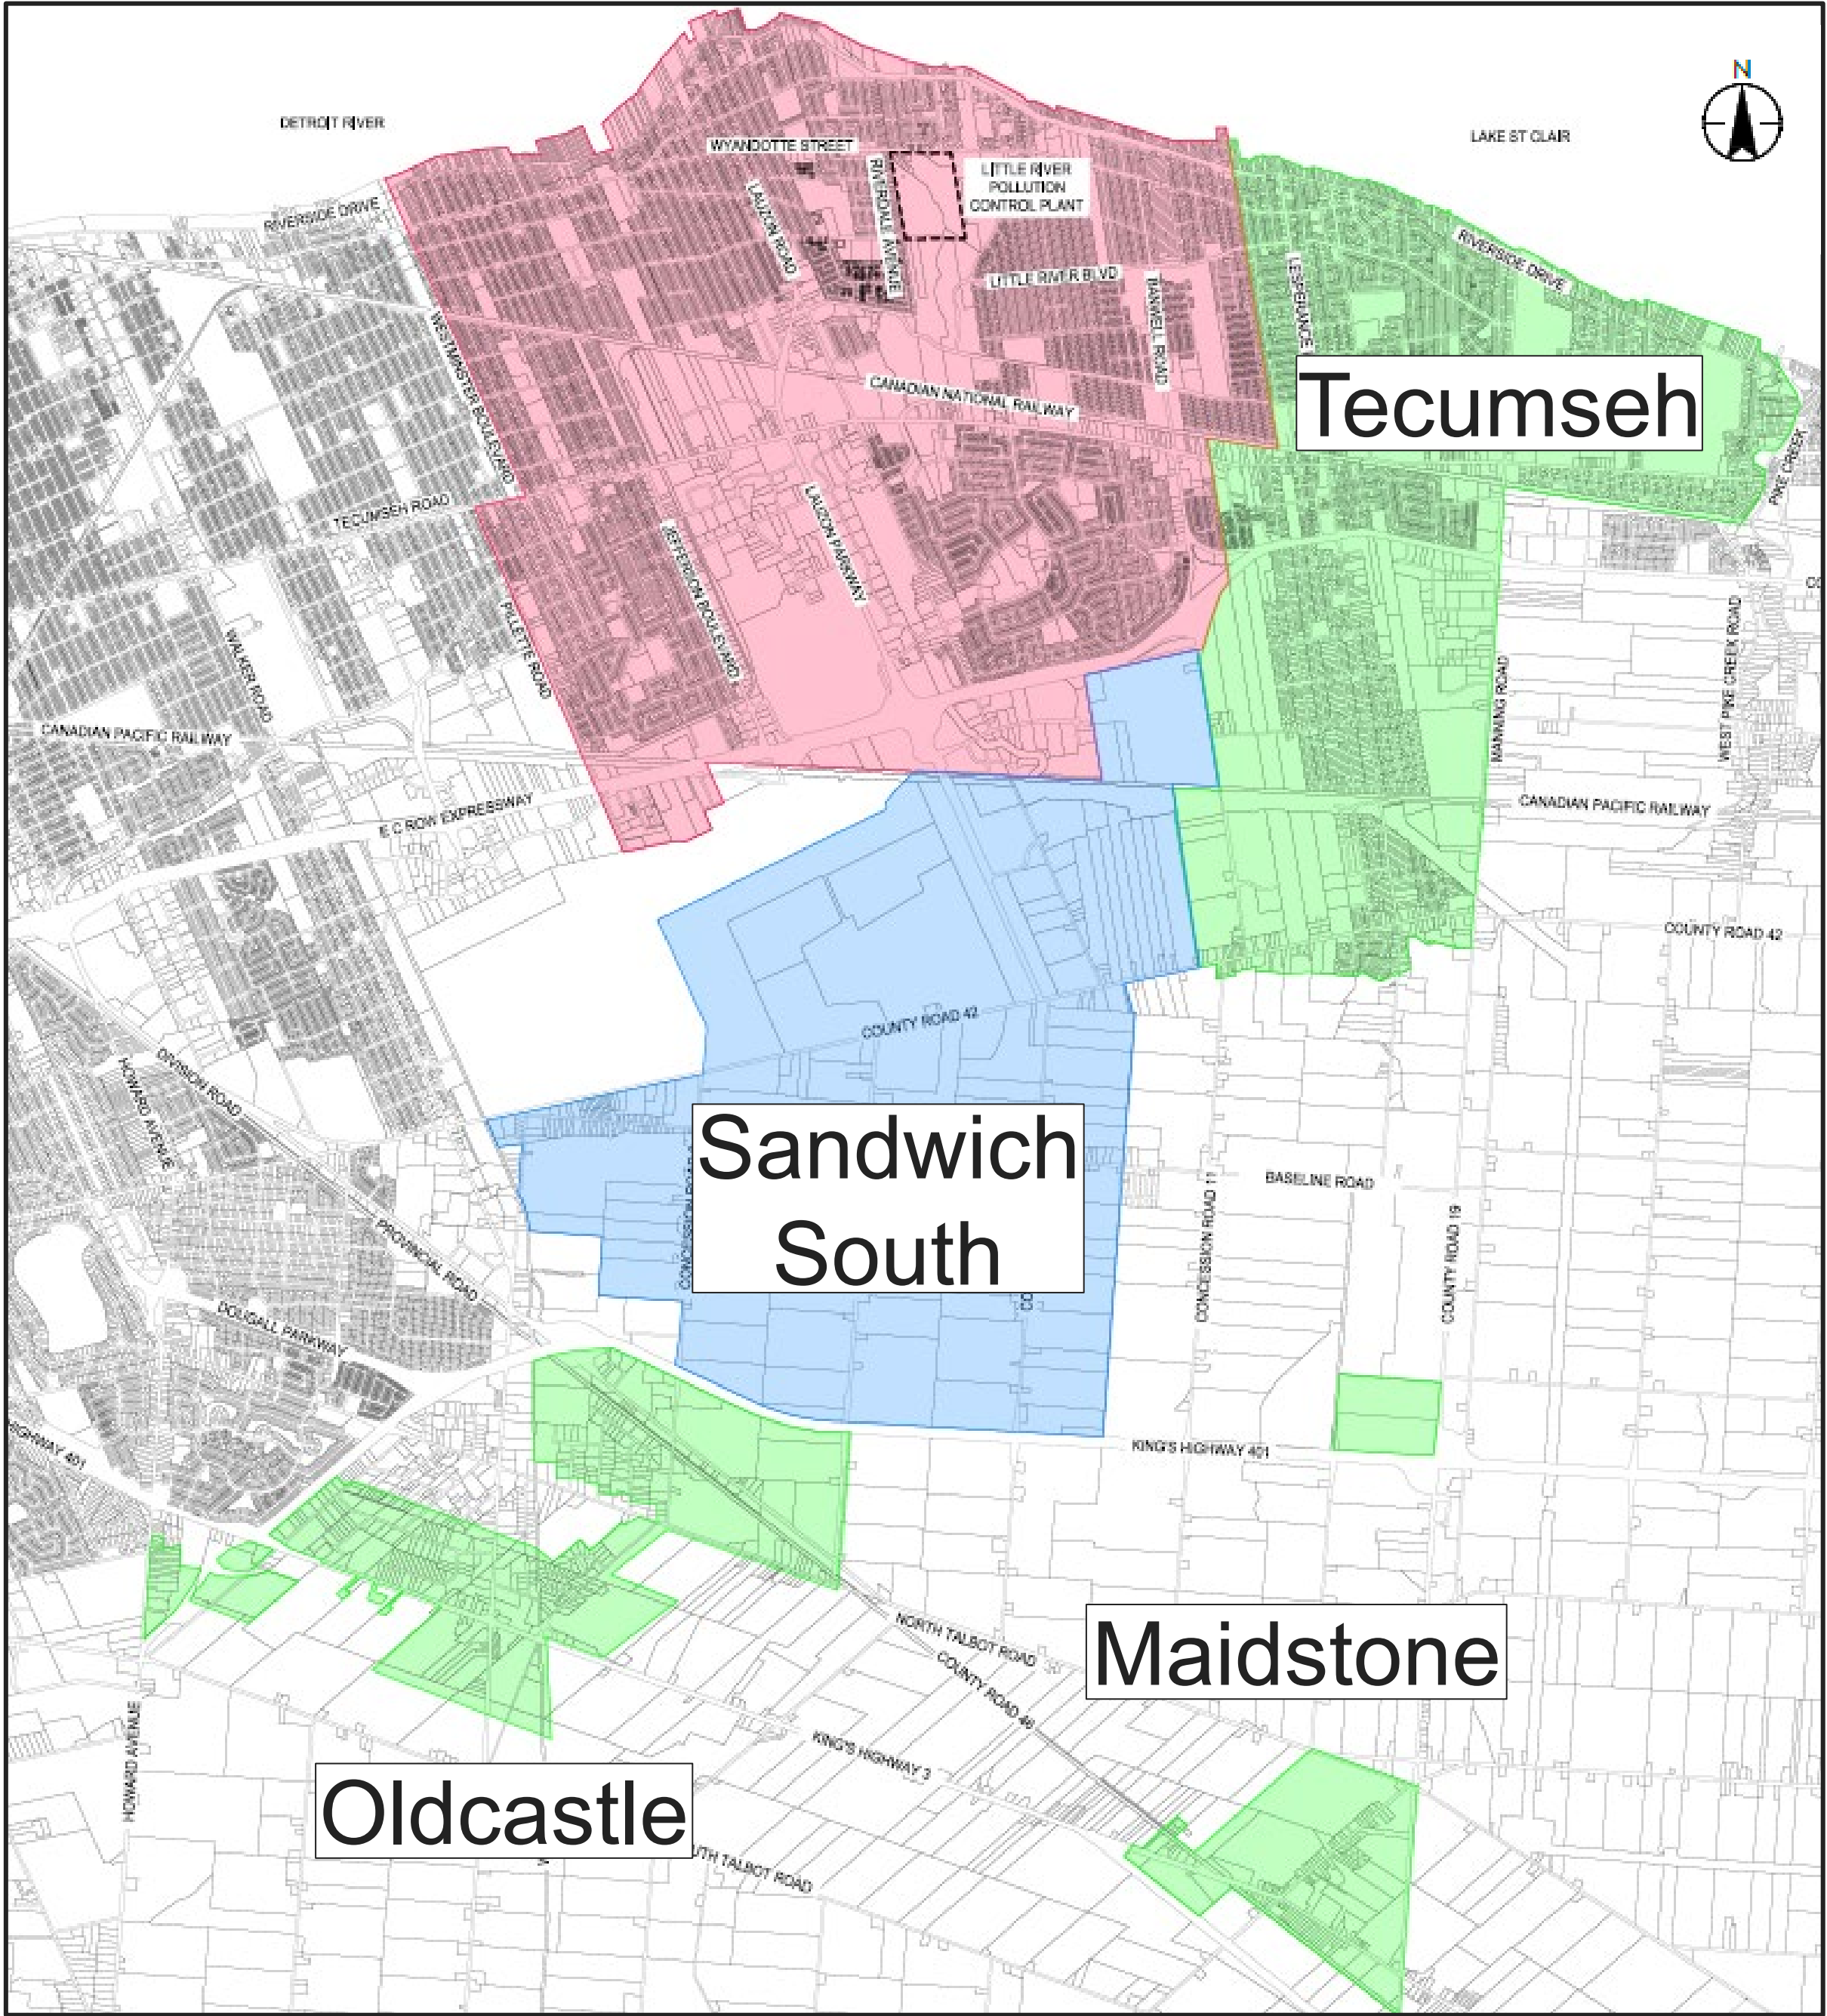 N
DETROIT RIVER
LAKE ST CLAIR
WYANDOTTE STREET
LITTLE RIVER
POLLUTION
CONTROL PLANT
RIVERDALE AVENUE
LAUZON ROAD
RIVERSIDE DRIVE
RIVERSIDE DRIVE
LITTLE RIVER BLVD
BANWELL ROAD
LESPERANCE
WESTMINSTER BOULEVARD
CANADIAN NATIONAL RAILWAY
Tecumseh
PIKE CREEK
TECUMSEH ROAD
LAUZON PARKWAY
JEFFERSON BOULEVARD
PILLETTE ROAD
WALKER ROAD
MANNING ROAD
WEST PIKE CREEK ROAD
CANADIAN PACIFIC RAILWAY
E C ROW EXPRESSWAY
CANADIAN PACIFIC RAILWAY
COUNTY ROAD 42
COUNTY ROAD 42
DIVISION ROAD
HOWARD AVENUE
Sandwich
South
BASELINE ROAD
CONCESSION ROAD 11
COUNTY ROAD 19
PROVINCIAL ROAD
DOUGALL PARKWAY
HIGHWAY 401
KING'S HIGHWAY 401
NORTH TALBOT ROAD
COUNTY ROAD 46
Maidstone
HOWARD AVENUE
KING'S HIGHWAY 3
Oldcastle
UTH TALBOT ROAD